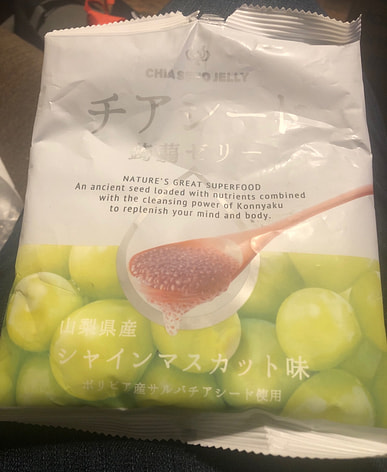 CHIASEED JELLY
チアシード
蒟蒻ゼリー
NATURE'S GREAT SUPERFOOD
An ancient seed loaded with nutrients combined
with the cleansing power of Konnyaku
to replenish your mind and body.
山梨県産
シャインマスカット味
ボリビア産サルバチアシード使用